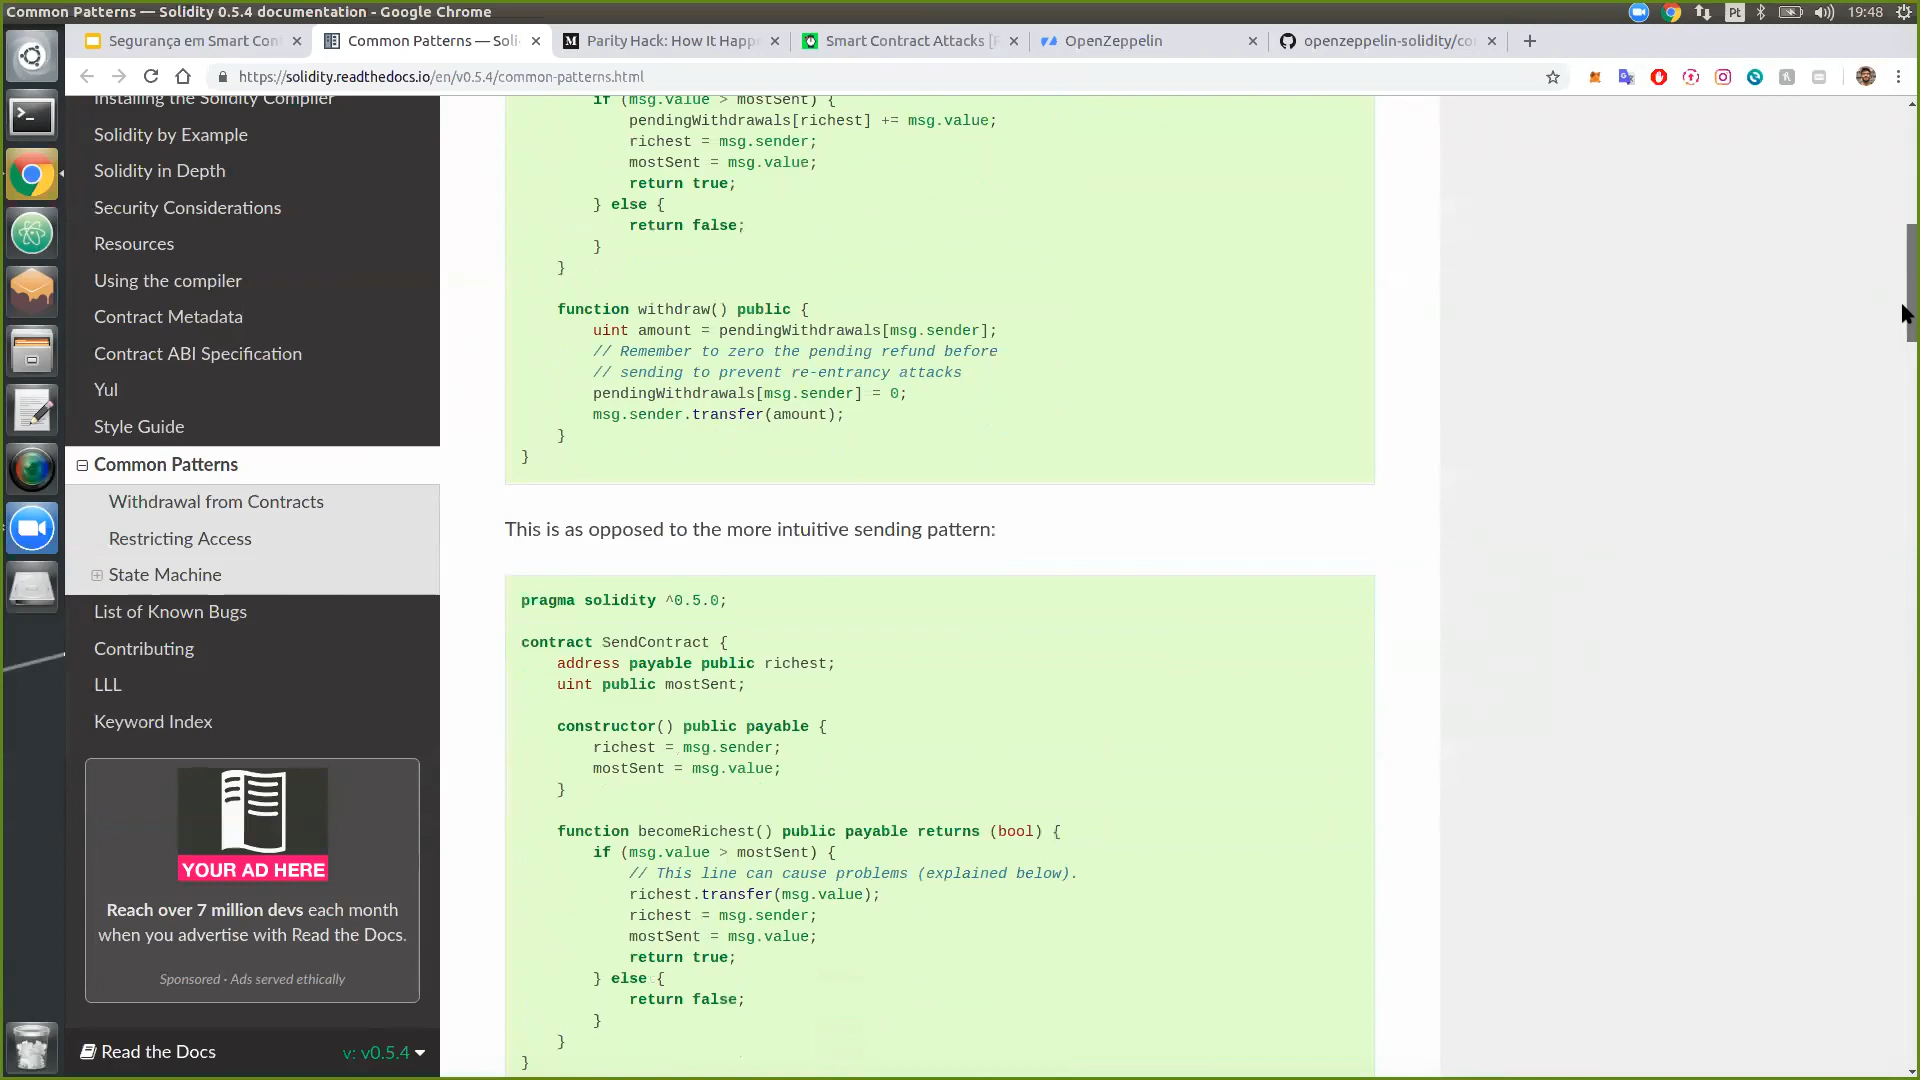 Common Patterns — Solidity 0.5.4 documentation - Google Chrome
Pt
19:48
Segurança em Smart Con
Common Patterns — Soli
Parity Hack: How It Happ
Smart Contract Attacks [
OpenZeppelin
openzeppelin-solidity/co
https://solidity.readthedocs.io/en/v0.5.4/common-patterns.html
Installing the Solidity Compiler
Solidity by Example
Solidity in Depth
Security Considerations
Resources
Using the compiler
Contract Metadata
Contract ABI Specification
Yul
Style Guide
Common Patterns
Withdrawal from Contracts
Restricting Access
State Machine
List of Known Bugs
Contributing
LLL
Keyword Index
YOUR AD HERE
Reach over 7 million devs each month
when you advertise with Read the Docs.
Sponsored · Ads served ethically
Read the Docs
v: v0.5.4
if (msg.value > mostSent) {
pendingWithdrawals[richest] += msg.value;
richest = msg.sender;
mostSent = msg.value;
return true;
} else {
return false;
}
}
function withdraw() public {
uint amount = pendingWithdrawals[msg.sender];
// Remember to zero the pending refund before
// sending to prevent re-entrancy attacks
pendingWithdrawals[msg.sender] = 0;
msg.sender.transfer(amount);
}
}
This is as opposed to the more intuitive sending pattern:
pragma solidity ^0.5.0;
contract SendContract {
address payable public richest;
uint public mostSent;
constructor() public payable {
richest = msg.sender;
mostSent = msg.value;
}
function becomeRichest() public payable returns (bool) {
if (msg.value > mostSent) {
// This line can cause problems (explained below).
richest.transfer(msg.value);
richest = msg.sender;
mostSent = msg.value;
return true;
} else {
return false;
}
}
}